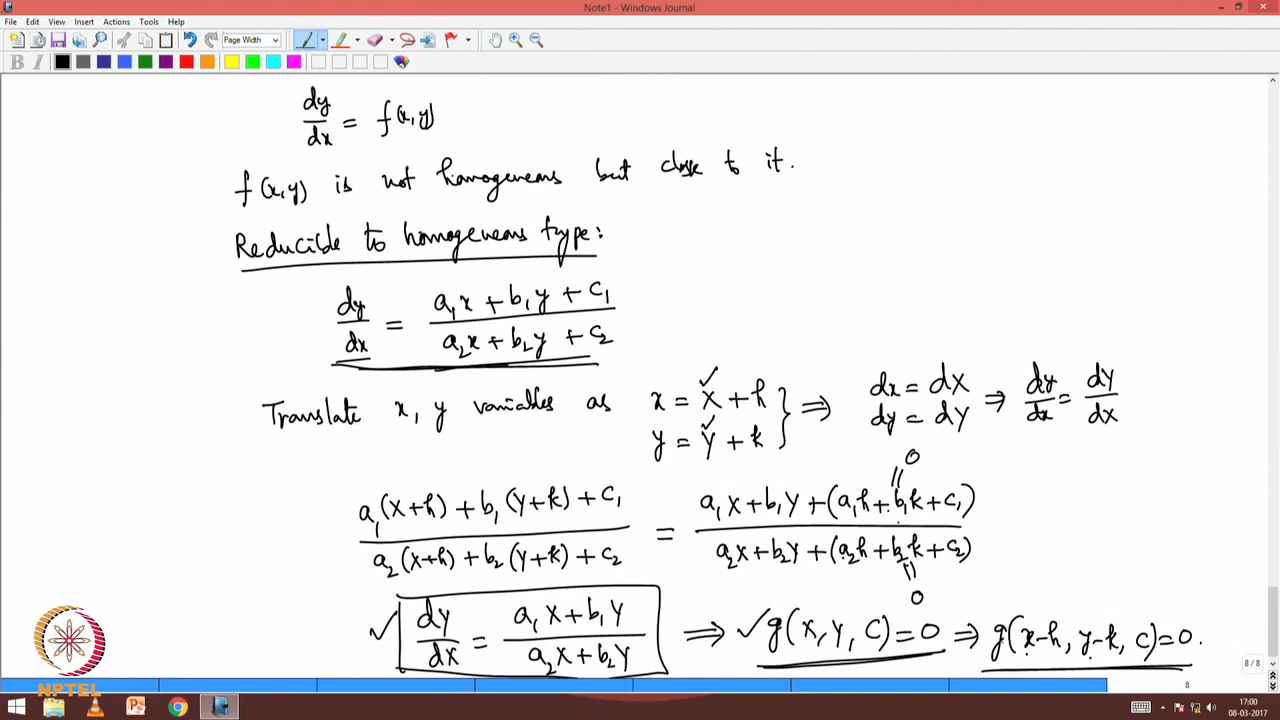 Note1 - Windows Journal
File Edit View Insert Actions Tools Help
Page Width
B I
dy/dx = f(x,y)
f(x,y) is not homogeneous but close to it.
Reducible to homogeneous type:
dy/dx = (a₁x + b₁y + c₁)/(a₂x + b₂y + c₂)
Translate x, y variables as x = X + h, y = Y + k } ⇒ dx = dX, dy = dY ⇒ dy/dx = dY/dX
(a₁(X+h) + b₁(Y+k) + c₁)/(a₂(X+h) + b₂(Y+k) + c₂) = (a₁X + b₁Y + (a₁h + b₁k + c₁))/(a₂X + b₂Y + (a₂h + b₂k + c₂))
0
0
✓ dY/dX = (a₁X + b₁Y)/(a₂X + b₂Y) ⇒ ✓ g(X, Y, C) = 0 ⇒ g(x-h, y-k, c) = 0.
8 / 8
8
NPTEL
17:00
08-03-2017